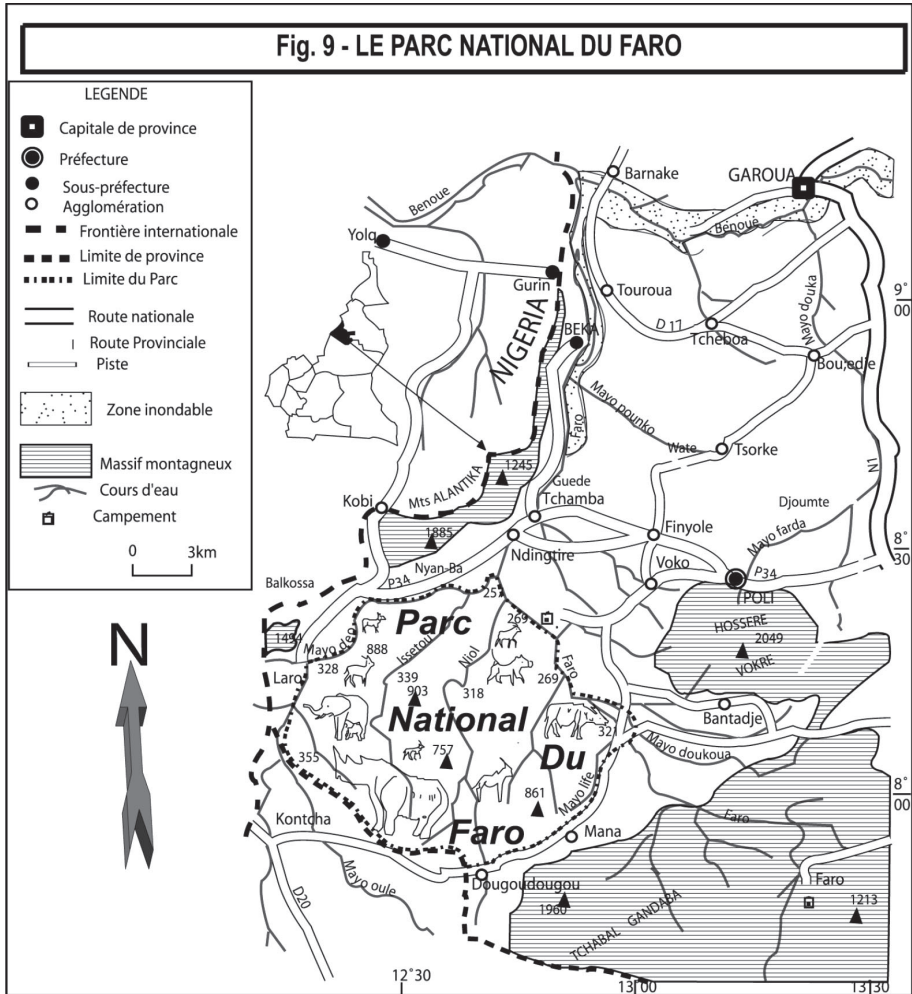 Fig. 9 - LE PARC NATIONAL DU FARO
LEGENDE
Capitale de province
Préfecture
Sous-préfecture
Agglomération
Frontière internationale
Limite de province
Limite du Parc
Route nationale
Route Provinciale
Piste
Zone inondable
Massif montagneux
Cours d'eau
Campement
0 3km
N
Barnake
GAROUA
Benoue
Benoue
Yola
Gurin
NIGERIA
Touroua
9°
00
BEKA
D 17
Tcheboa
Mayo douka
Bou;edje
Faro
Mayo pounko
Wate
Tsorke
N1
1245
Mts ALANTIKA
Guede
Kobi
Tchamba
Djoumte
1885
Finyole
Mayo farda
8°
30
Ndingtire
Nyan-Ba
P34
Voko
P34
POLI
Balkossa
257
269
HOSSERE
2049
VOKRE
1494
Mayo deo
888
Parc
Issetou
Niol
Laro
328
339
903
318
269
Faro
National
321
Bantadje
Mayo doukoua
355
757
Du
861
Mayo life
8°
00
Kontcha
Faro
Mana
Faro
Mayo oule
Dougoudougou
Faro
D20
1960
TCHABAL GANDABA
1213
12°30
13°00
13°30